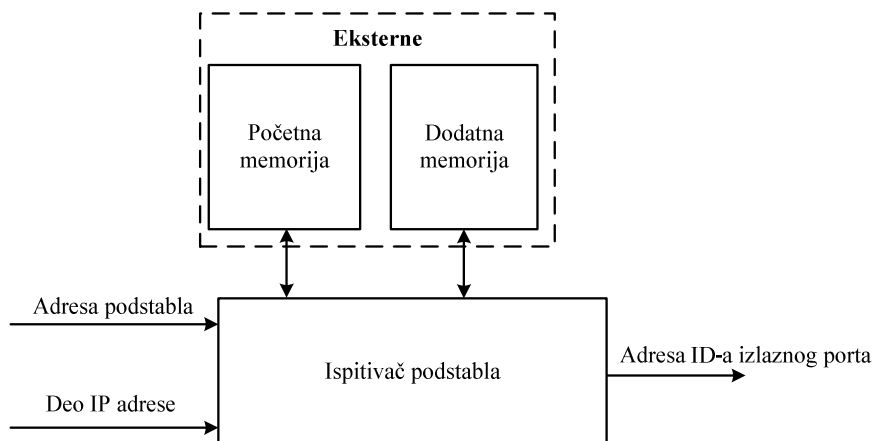 Eksterne
Početna
memorija
Dodatna
memorija
Adresa podstabla
Deo IP adrese
Ispitivač podstabla
Adresa ID-a izlaznog porta